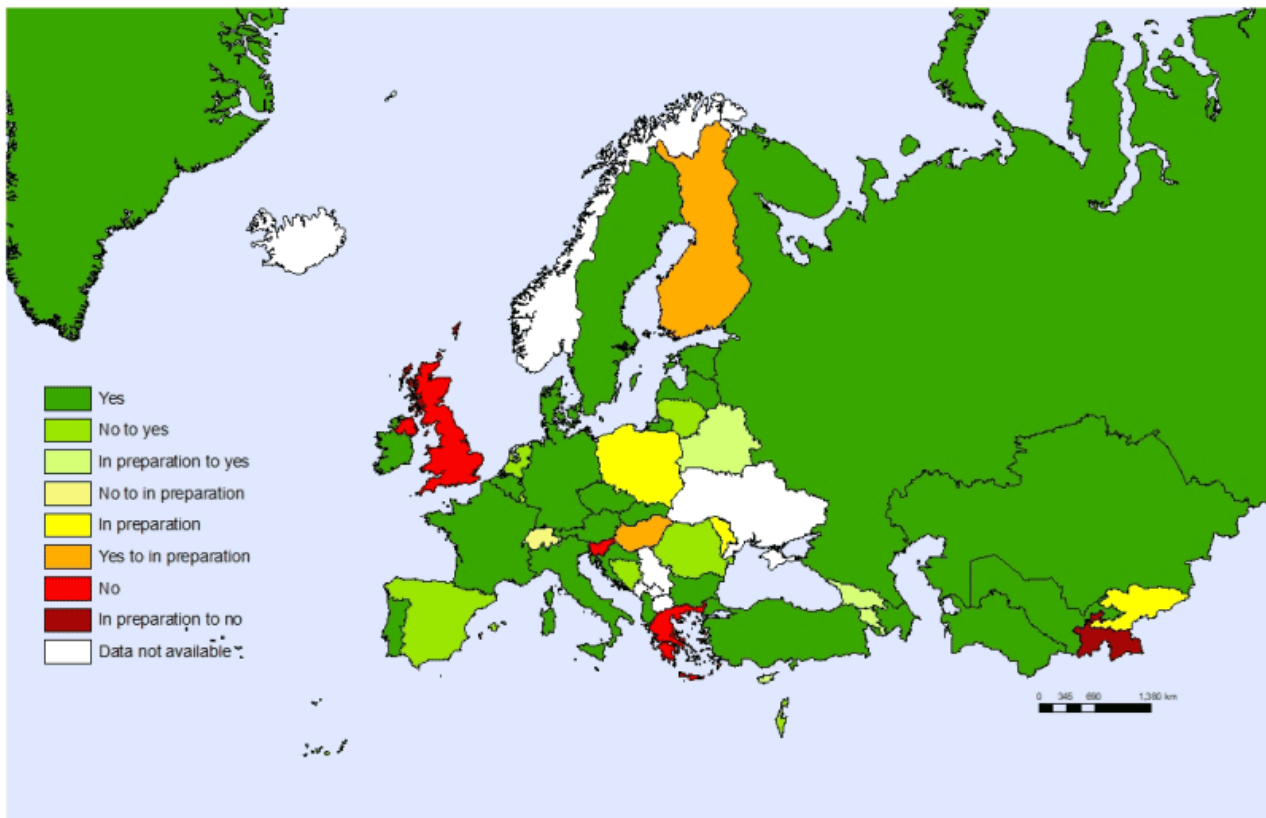 Yes
No to yes
In preparation to yes
No to in preparation
In preparation
Yes to in preparation
No
In preparation to no
Data not available
0 345 690 1,380 km